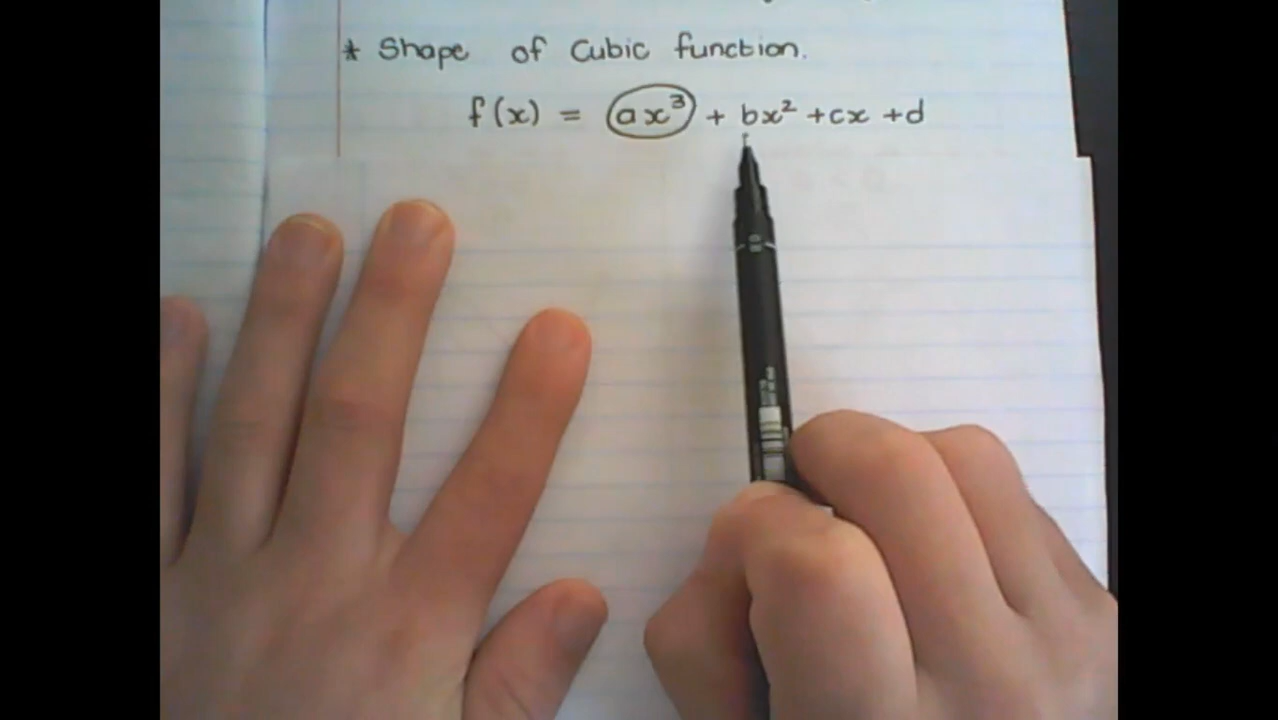 * Shape of Cubic function.
f(x) = ax³ + bx² + cx + d